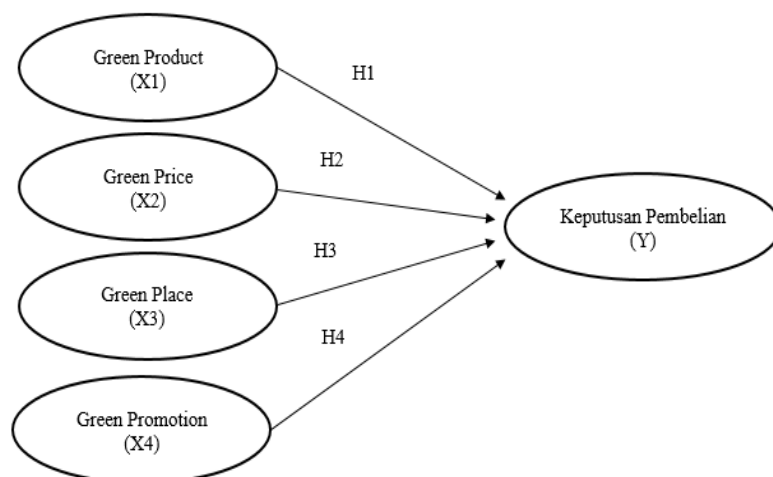 Green Product
(X1)
H1
Green Price
(X2)
H2
Keputusan Pembelian
(Y)
Green Place
(X3)
H3
Green Promotion
(X4)
H4